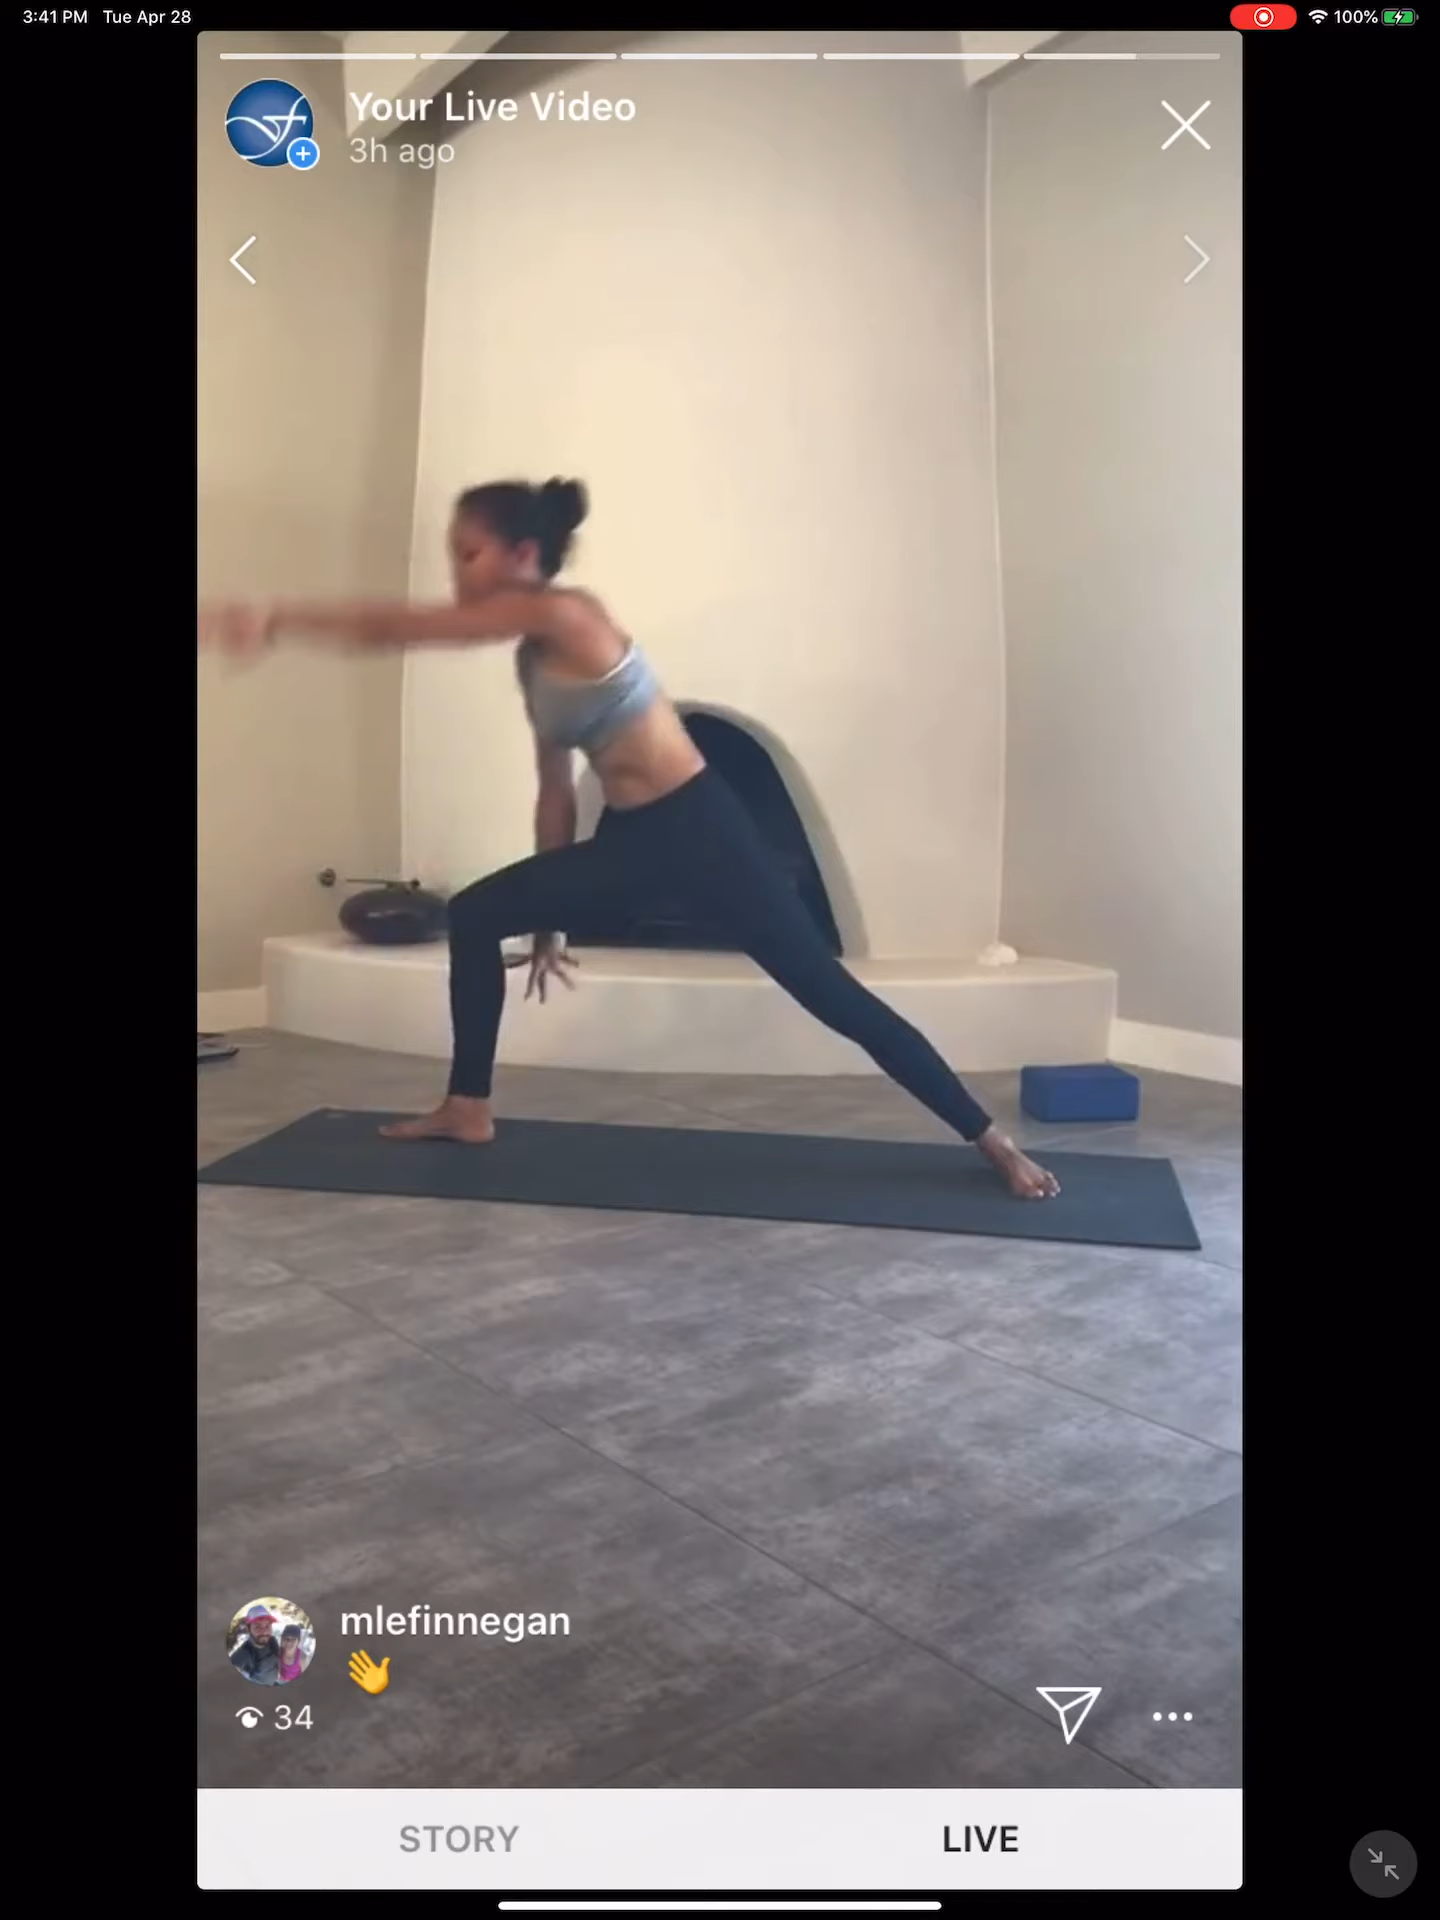 3:41 PM Tue Apr 28
100%
Your Live Video
3h ago
mlefinnegan
👋
34
STORY
LIVE